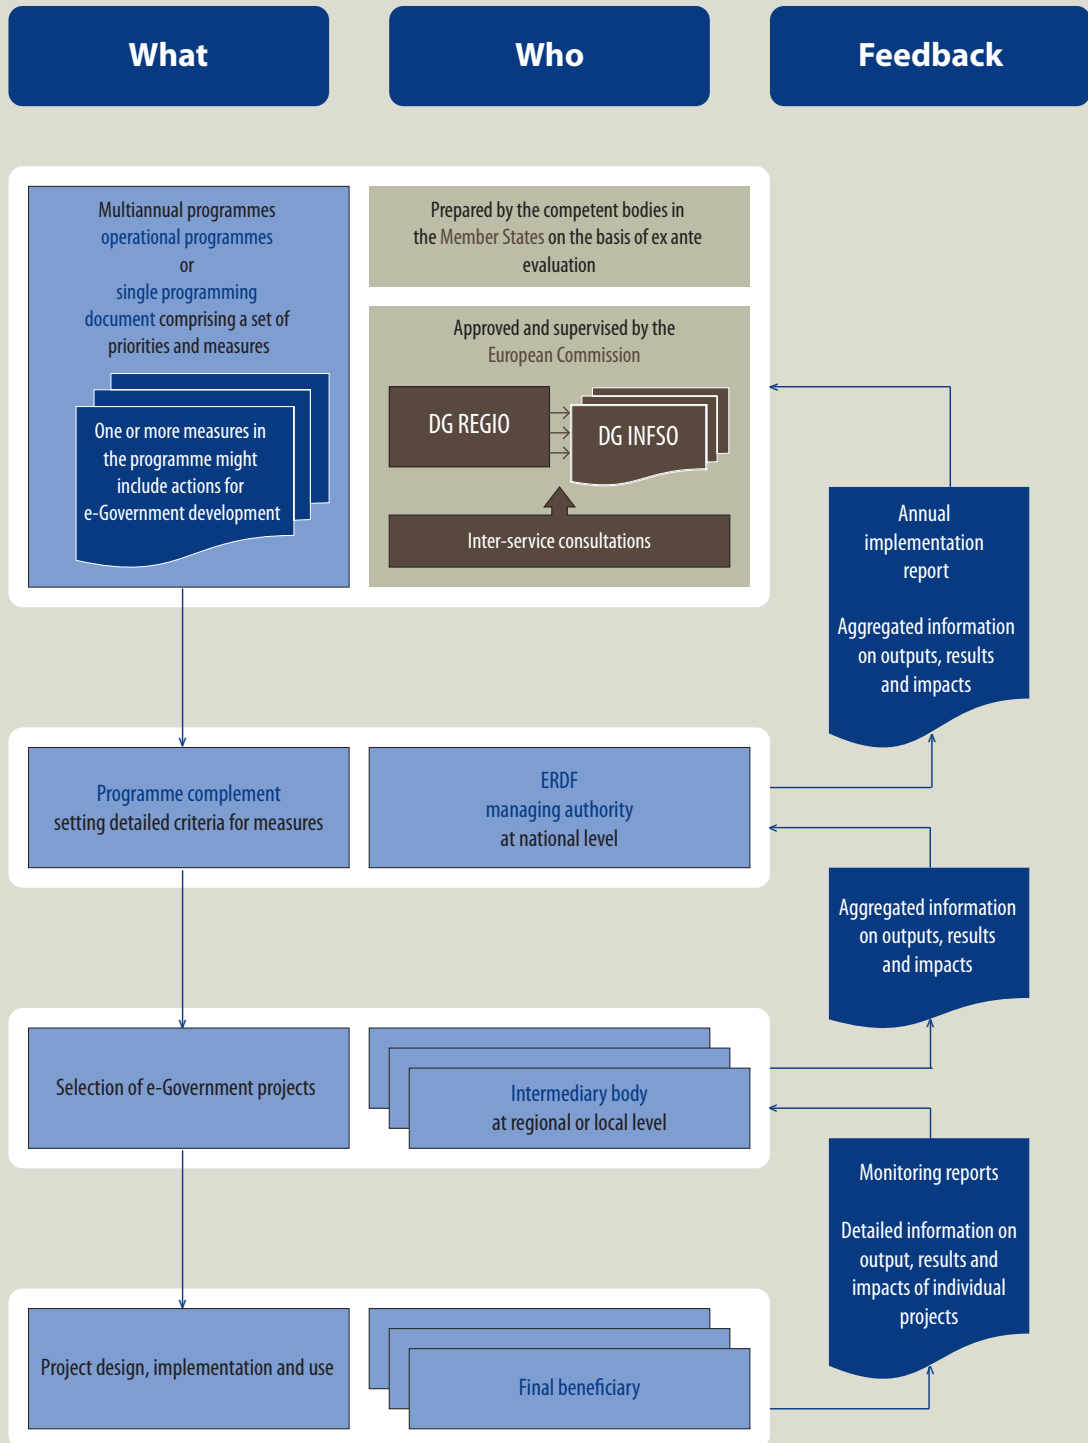 What
Who
Feedback
Multiannual programmes
operational programmes
or
single programming
document comprising a set of
priorities and measures
One or more measures in
the programme might
include actions for
e-Government development
Prepared by the competent bodies in
the Member States on the basis of ex ante
evaluation
Approved and supervised by the
European Commission
DG REGIO
DG INFSO
Inter-service consultations
Annual
implementation
report
Aggregated information
on outputs, results
and impacts
Programme complement
setting detailed criteria for measures
ERDF
managing authority
at national level
Aggregated information
on outputs, results
and impacts
Selection of e-Government projects
Intermediary body
at regional or local level
Monitoring reports
Detailed information on
output, results and
impacts of individual
projects
Project design, implementation and use
Final beneficiary